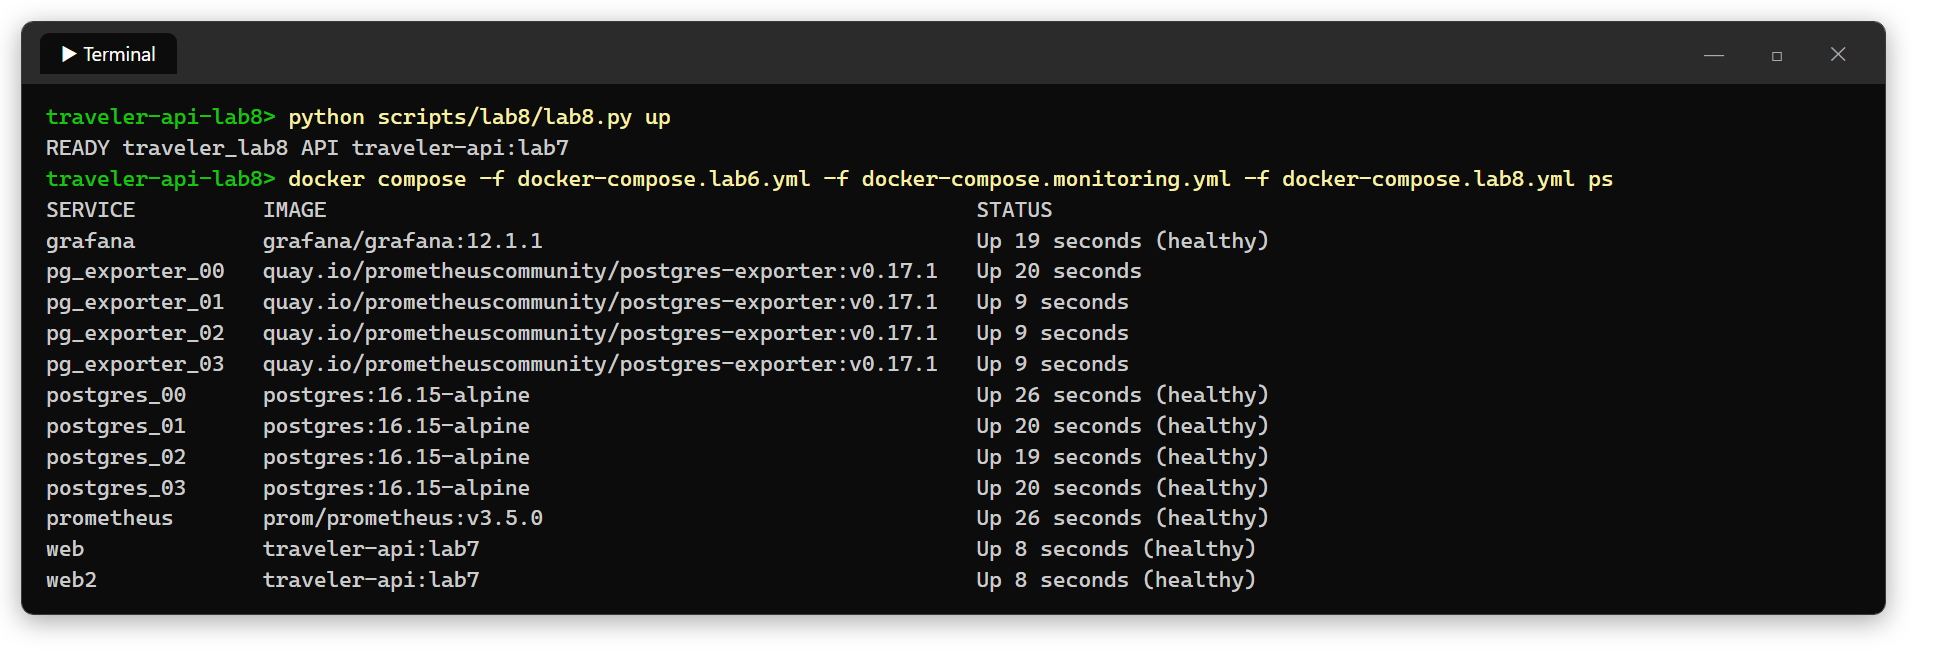 Terminal
traveler-api-lab8> python scripts/lab8/lab8.py up
READY traveler_lab8 API traveler-api:lab7
traveler-api-lab8> docker compose -f docker-compose.lab6.yml -f docker-compose.monitoring.yml -f docker-compose.lab8.yml ps
SERVICE IMAGE STATUS
grafana grafana/grafana:12.1.1 Up 19 seconds (healthy)
pg_exporter_00 quay.io/prometheuscommunity/postgres-exporter:v0.17.1 Up 20 seconds
pg_exporter_01 quay.io/prometheuscommunity/postgres-exporter:v0.17.1 Up 9 seconds
pg_exporter_02 quay.io/prometheuscommunity/postgres-exporter:v0.17.1 Up 9 seconds
pg_exporter_03 quay.io/prometheuscommunity/postgres-exporter:v0.17.1 Up 9 seconds
postgres_00 postgres:16.15-alpine Up 26 seconds (healthy)
postgres_01 postgres:16.15-alpine Up 20 seconds (healthy)
postgres_02 postgres:16.15-alpine Up 19 seconds (healthy)
postgres_03 postgres:16.15-alpine Up 20 seconds (healthy)
prometheus prom/prometheus:v3.5.0 Up 26 seconds (healthy)
web traveler-api:lab7 Up 8 seconds (healthy)
web2 traveler-api:lab7 Up 8 seconds (healthy)